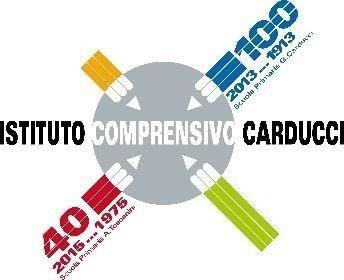 100
2013 --- 1913
Scuola Primaria G. Carducci
ISTITUTO COMPRENSIVO CARDUCCI
40
2015 --- 1975
Scuola Primaria A. Toscanini